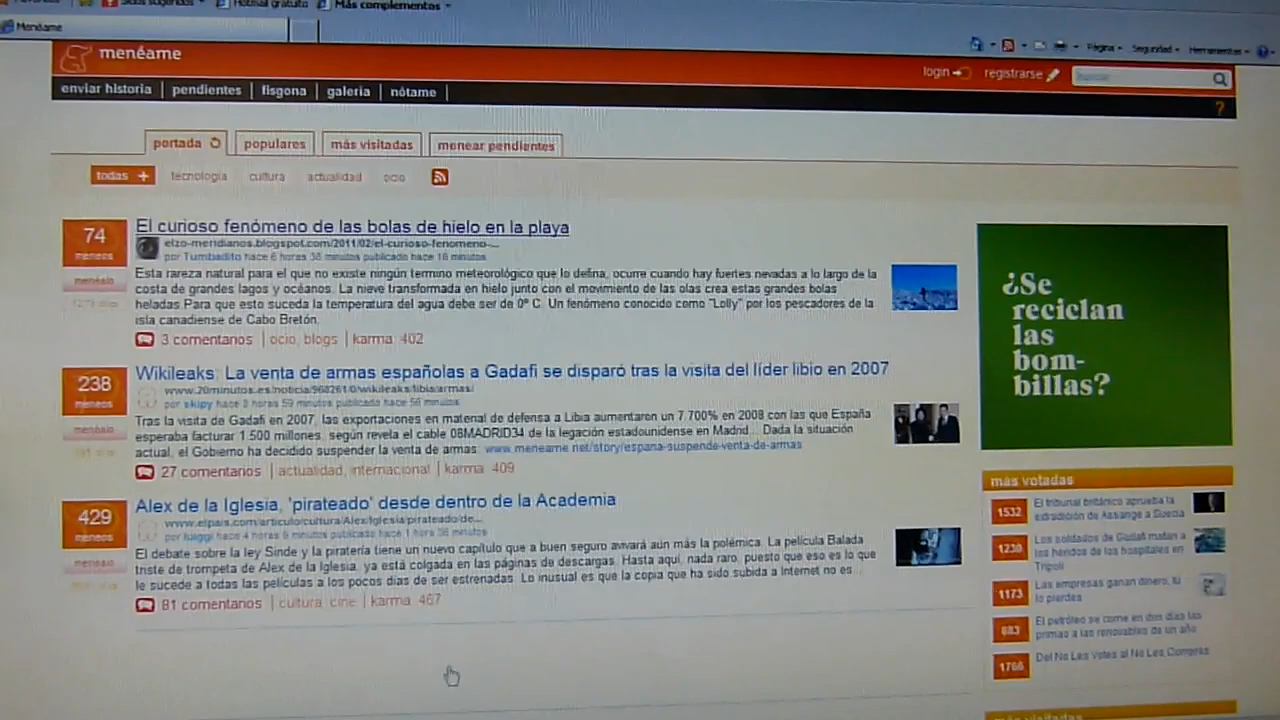 Hotmail gratuito
Más complementos
Menéame
Página
Seguridad
Herramientas
menéame
login
registrarse
enviar historia
pendientes
fisgona
galería
nótame
?
portada
populares
más visitadas
menear pendientes
todas +
tecnología
cultura
actualidad
ocio
74
meneos
menéalo
El curioso fenómeno de las bolas de hielo en la playa
elzo-meridianos.blogspot.com/2011/02/el-curioso-fenomeno-...
por Tumbadito hace 6 horas 38 minutos publicado hace 16 minutos
Esta rareza natural para el que no existe ningún termino meteorológico que lo defina, ocurre cuando hay fuertes nevadas a lo largo de la
costa de grandes lagos y océanos. La nieve transformada en hielo junto con el movimiento de las olas crea estas grandes bolas
heladas.Para que esto suceda la temperatura del agua debe ser de 0º C. Un fenómeno conocido como "Lolly" por los pescadores de la
isla canadiense de Cabo Bretón.
3 comentarios | ocio, blogs | karma: 402
238
meneos
menéalo
Wikileaks: La venta de armas españolas a Gadafi se disparó tras la visita del líder libio en 2007
www.20minutos.es/noticia/968261/0/wikileaks/libia/armas/
por skipy hace 2 horas 59 minutos publicado hace 56 minutos
Tras la visita de Gadafi en 2007, las exportaciones en material de defensa a Libia aumentaron un 7.700% en 2008 con las que España
esperaba facturar 1.500 millones, según revela el cable 08MADRID34 de la legación estadounidense en Madrid... Dada la situación
actual, el Gobierno ha decidido suspender la venta de armas. www.meneame.net/story/espana-suspende-venta-de-armas
27 comentarios | actualidad, internacional | karma: 409
429
meneos
menéalo
Alex de la Iglesia, 'pirateado' desde dentro de la Academia
www.elpais.com/articulo/cultura/Alex/Iglesia/pirateado/de...
por luiggi hace 4 horas minutos publicado hace 1 hora 36 minutos
El debate sobre la ley Sinde y la piratería tiene un nuevo capítulo que a buen seguro avivará aún más la polémica. La película Balada
triste de trompeta de Alex de la Iglesia, ya está colgada en las páginas de descargas. Hasta aquí, nada raro, puesto que eso es lo que
le sucede a todas las películas a los pocos días de ser estrenadas. Lo inusual es que la copia que ha sido subida a Internet no es...
81 comentarios | cultura, cine | karma: 467
¿Se
reciclan
las
bom-
billas?
más votadas
1532
El tribunal británico aprueba la
extradición de Assange a Suecia
1230
Los soldados de Gadafi matan a
los heridos de los hospitales en
Trípoli
1173
Las empresas ganan dinero, tú
lo pierdes
683
El petróleo se come en dos días las
primas a las renovables de un año
1766
Del No Les Votes al No Les Compres
más visitadas